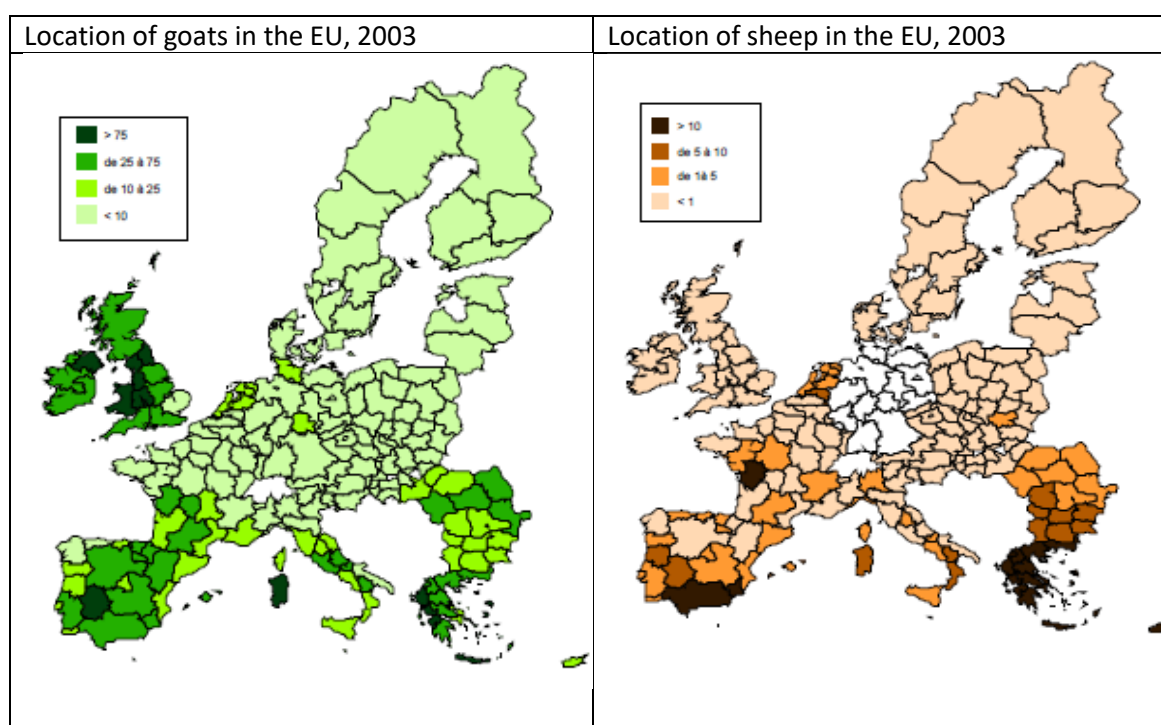 Location of goats in the EU, 2003
> 75
de 25 à 75
de 10 à 25
< 10
Location of sheep in the EU, 2003
> 10
de 5 à 10
de 1à 5
< 1